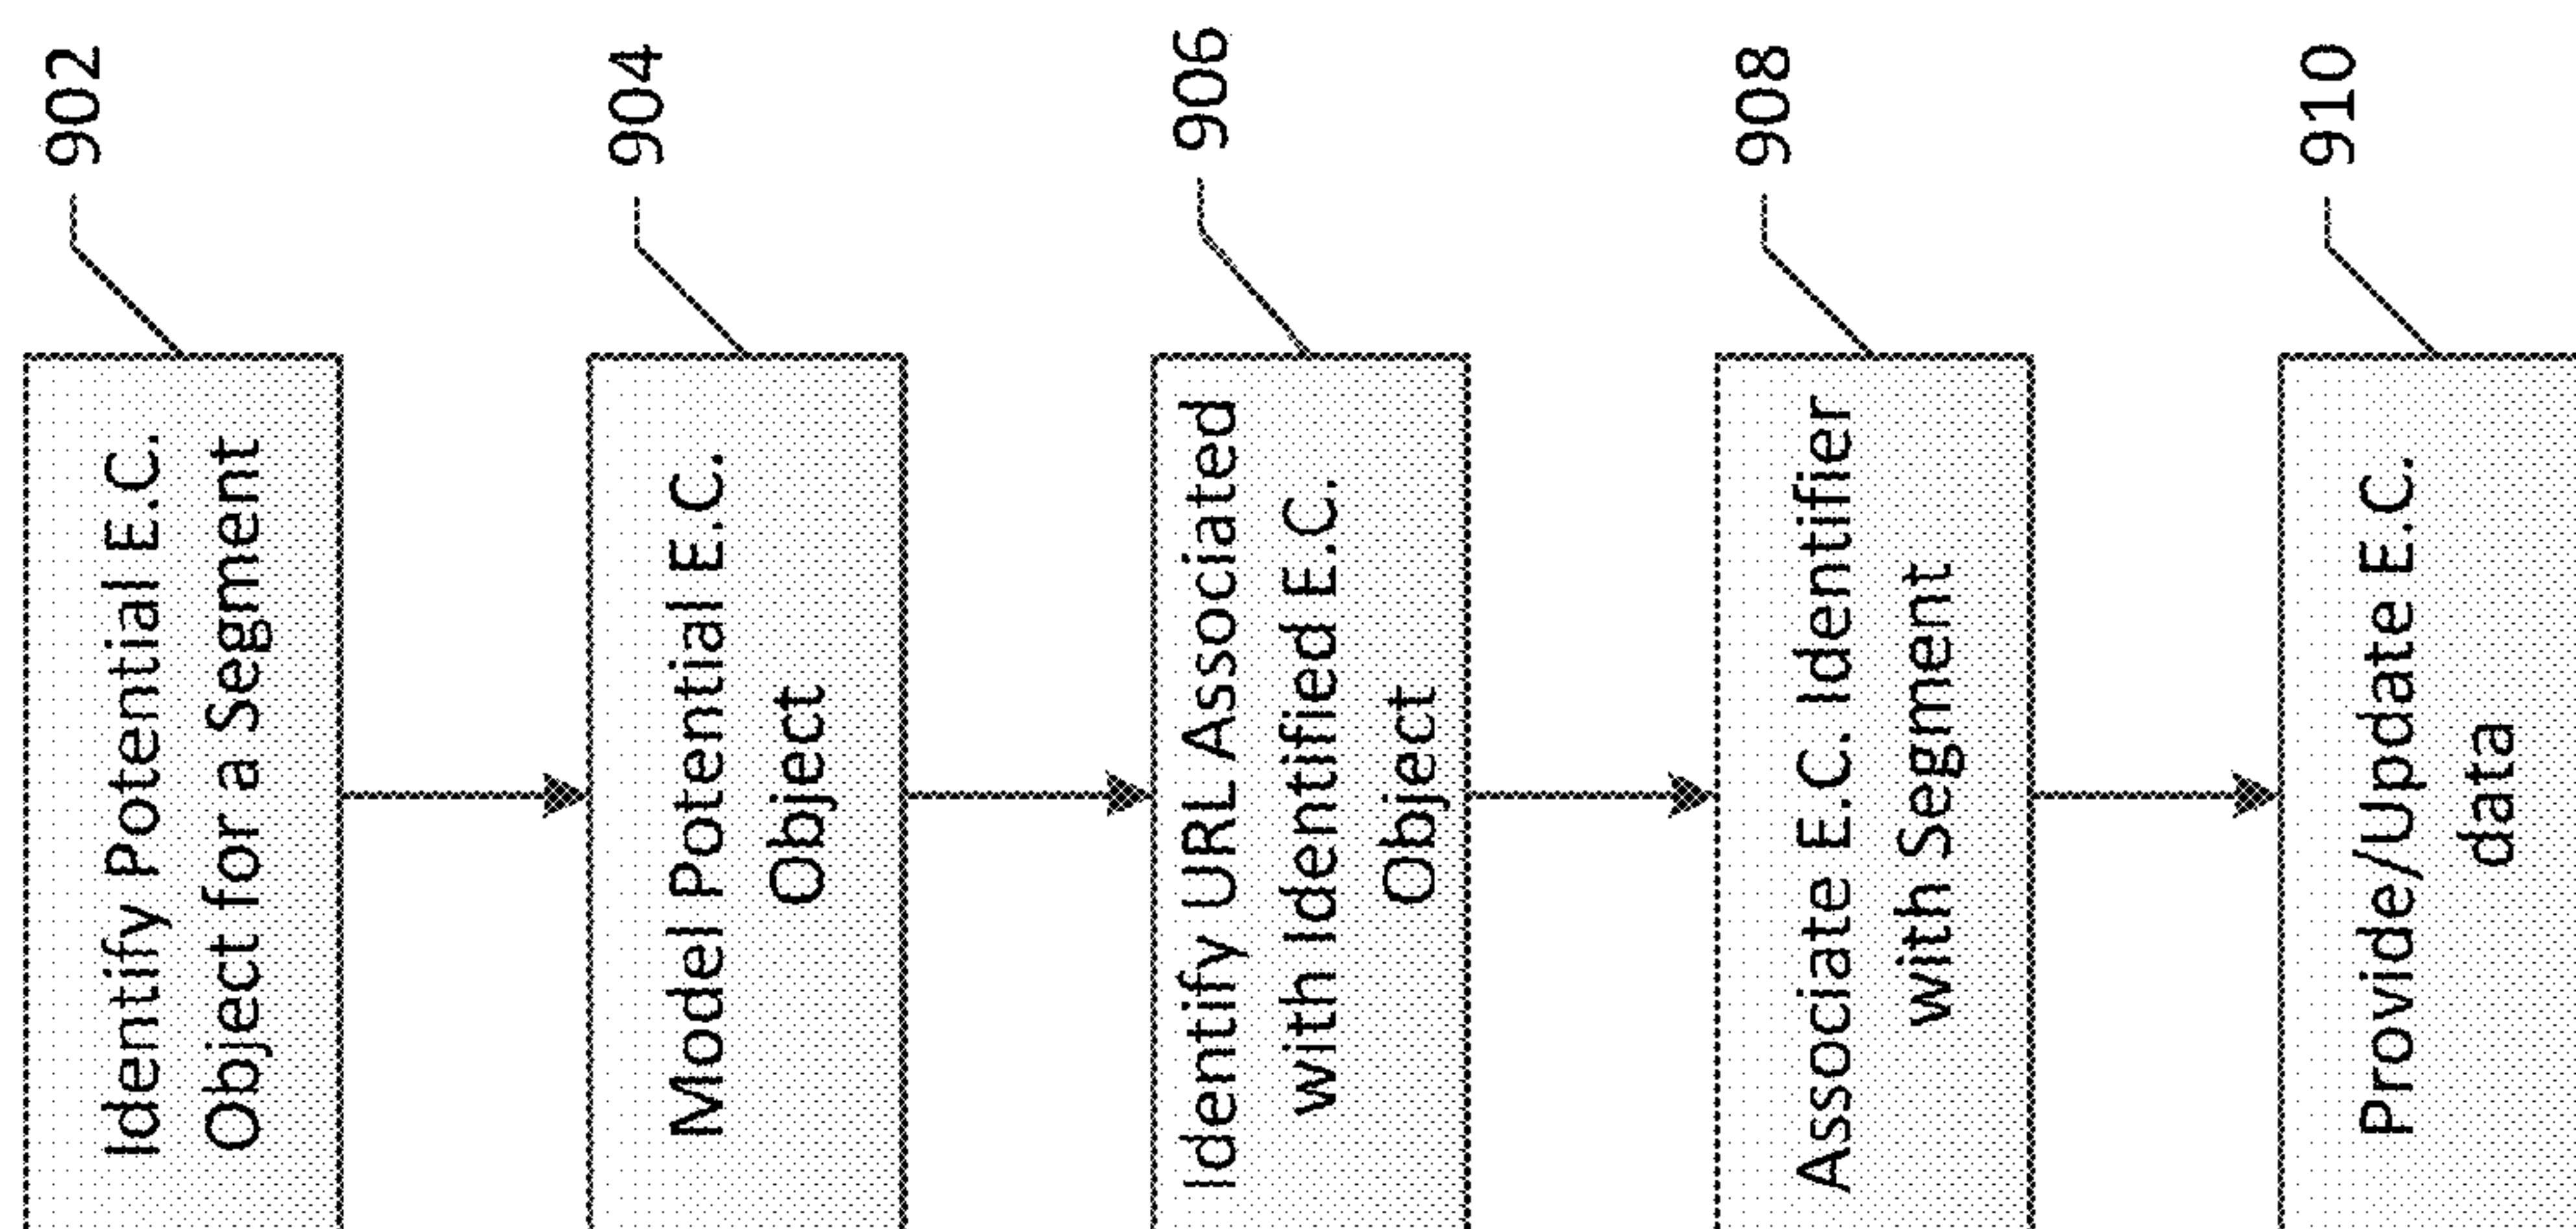 902
Identify Potential E.C.
Object for a Segment
904
Model Potential E.C.
Object
906
Identify URL Associated
with Identified E.C.
Object
908
Associate E.C. Identifier
with Segment
910
Provide/Update E.C.
data